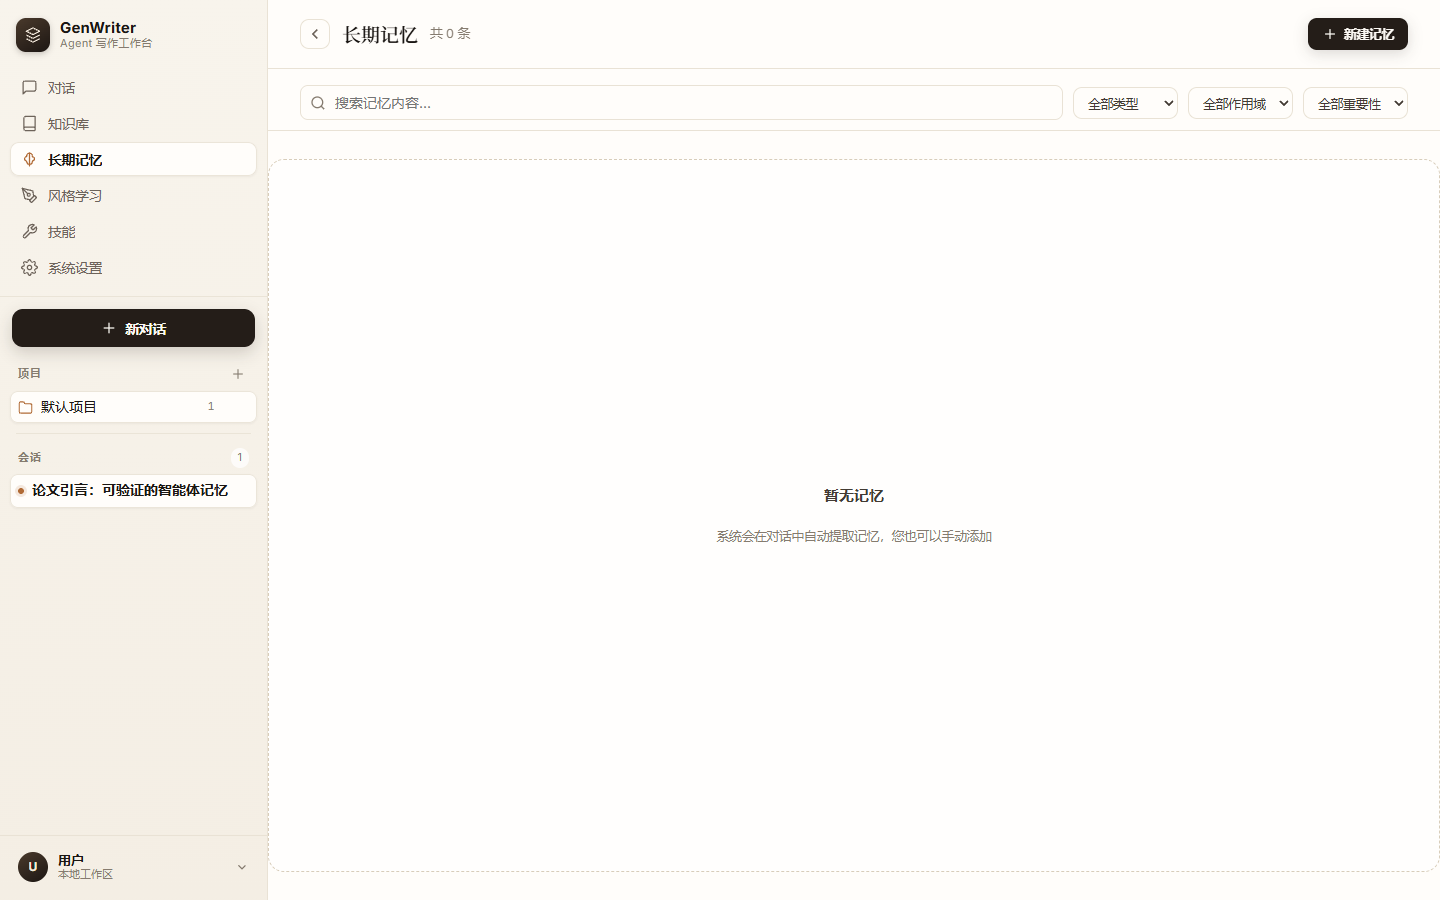 GenWriter
Agent 写作工作台
对话
知识库
长期记忆
风格学习
技能
系统设置
新对话
项目
默认项目 1
会话 1
论文引言：可验证的智能体记忆
U
用户
本地工作区
长期记忆 共 0 条
新建记忆
搜索记忆内容...
全部类型
全部作用域
全部重要性
暂无记忆
系统会在对话中自动提取记忆，您也可以手动添加